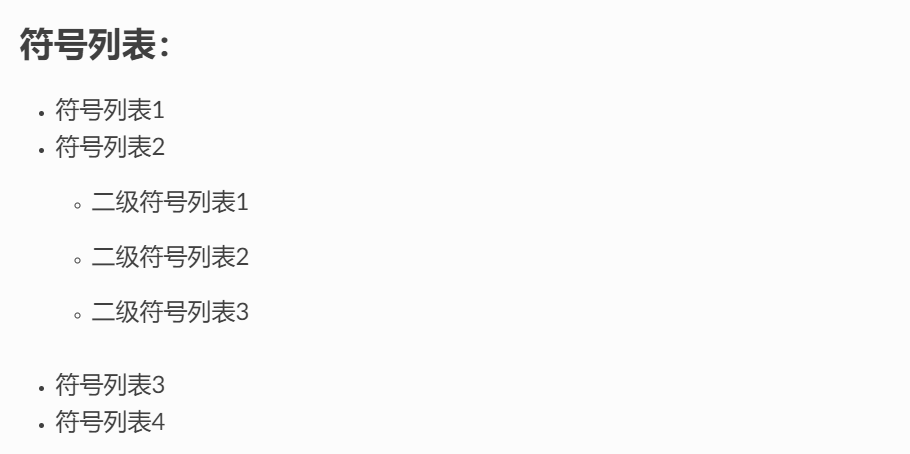 符号列表：
• 符号列表1
• 符号列表2
◦ 二级符号列表1
◦ 二级符号列表2
◦ 二级符号列表3
• 符号列表3
• 符号列表4